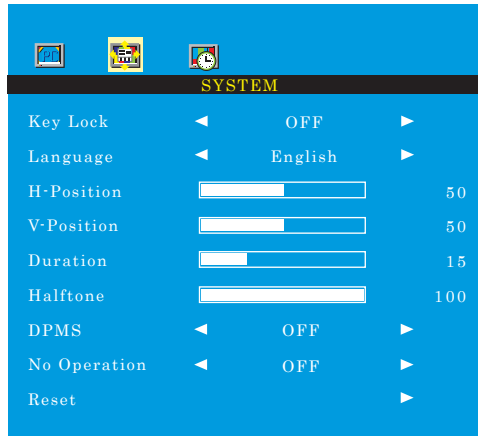 PD
SYSTEM
Key Lock OFF
Language English
H-Position 50
V-Position 50
Duration 15
Halftone 100
DPMS OFF
No Operation OFF
Reset